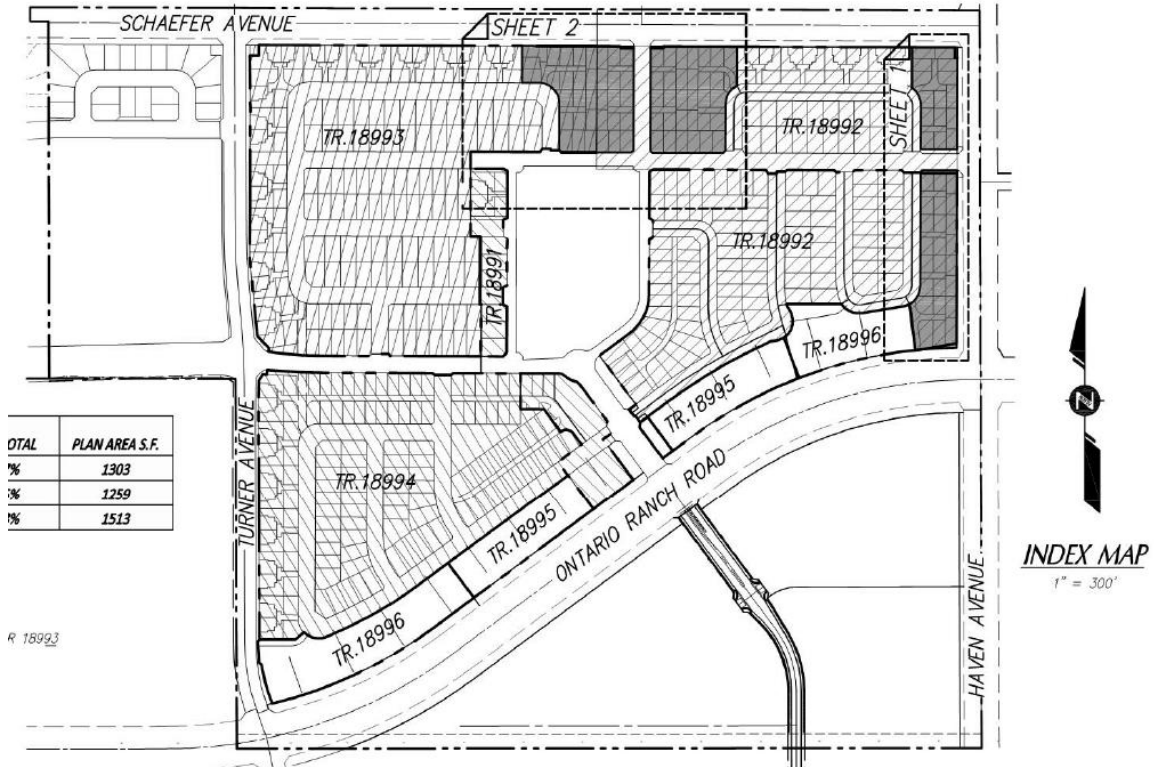 SCHAEFER AVENUE
SHEET 2
SHEET 1
TR.18993
TR.18992
TR.18991
TR.18992
TR.18996
TR.18995
OTAL PLAN AREA S.F.
% 1303
% 1259
% 1513
TURNER AVENUE
TR.18994
TR.18995
ONTARIO RANCH ROAD
TR.18996
HAVEN AVENUE
INDEX MAP
1" = 300'
R 18993